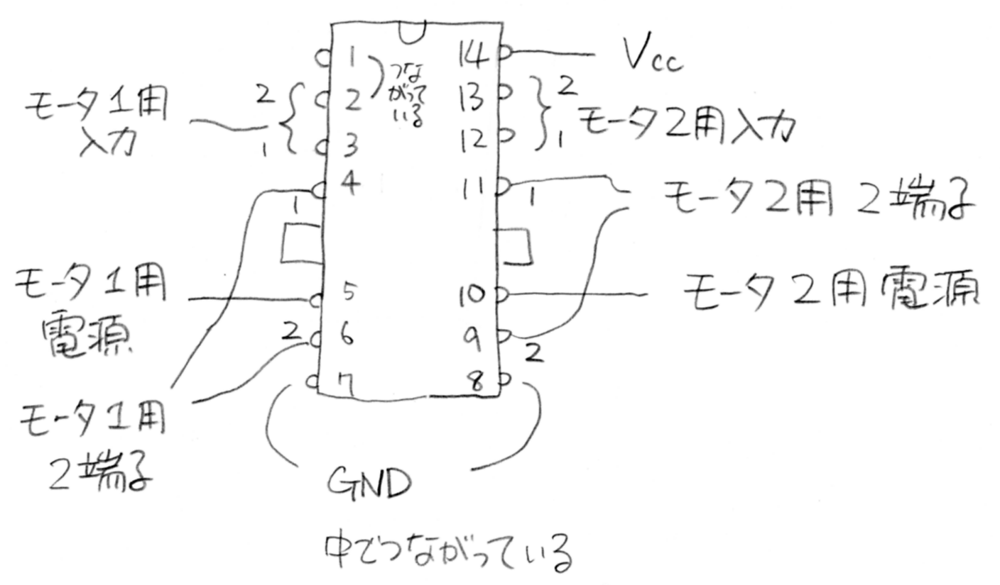 1
つな
がって
いる
14
Vcc
モータ1用
入力
2
1
2
3
13
12
2
1
モータ2用入力
4
1
11
1
モータ2用 2端子
モータ1用
電源
5
10
モータ2用電源
2
6
9
2
モータ1用
2端子
7
8
GND
中でつながっている